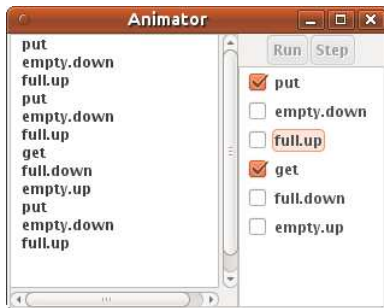 Animator
put
empty.down
full.up
put
empty.down
full.up
get
full.down
empty.up
put
empty.down
full.up
Run Step
put
empty.down
full.up
get
full.down
empty.up